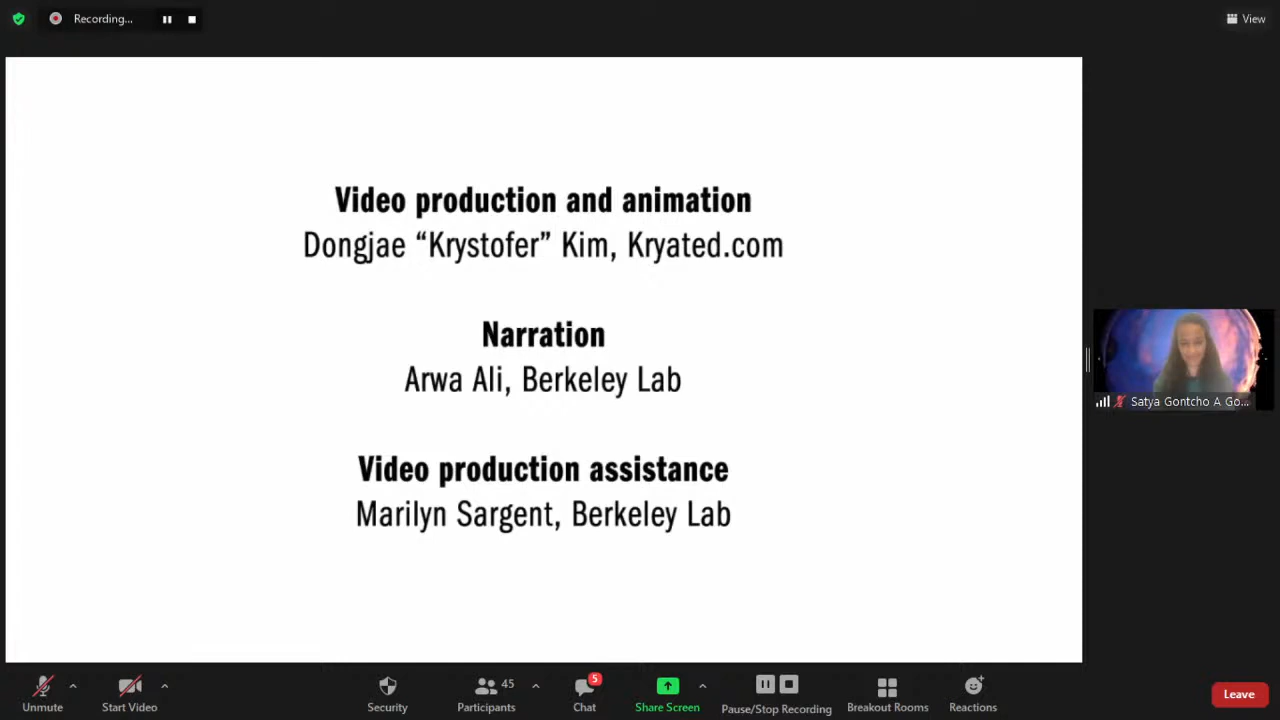 Recording...
View
Video production and animation
Dongjae “Krystofer” Kim, Kryated.com
Narration
Arwa Ali, Berkeley Lab
Video production assistance
Marilyn Sargent, Berkeley Lab
Satya Gontcho A Go...
Unmute
Start Video
Security
45
Participants
5
Chat
Share Screen
Pause/Stop Recording
Breakout Rooms
Reactions
Leave